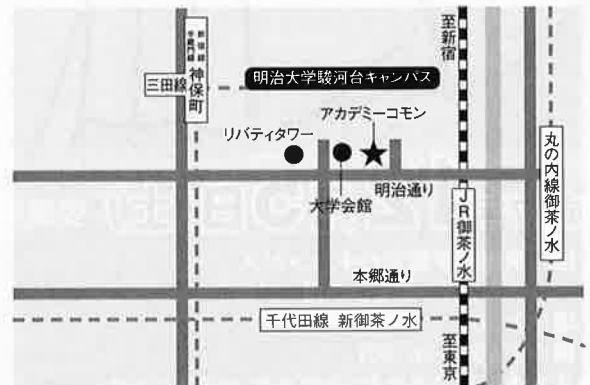 至新宿
新宿線
半蔵門線
神保町
三田線
明治大学駿河台キャンパス
アカデミーコモン
リバティタワー
大学会館
明治通り
JR御茶ノ水
丸の内線御茶ノ水
本郷通り
千代田線 新御茶ノ水
至東京